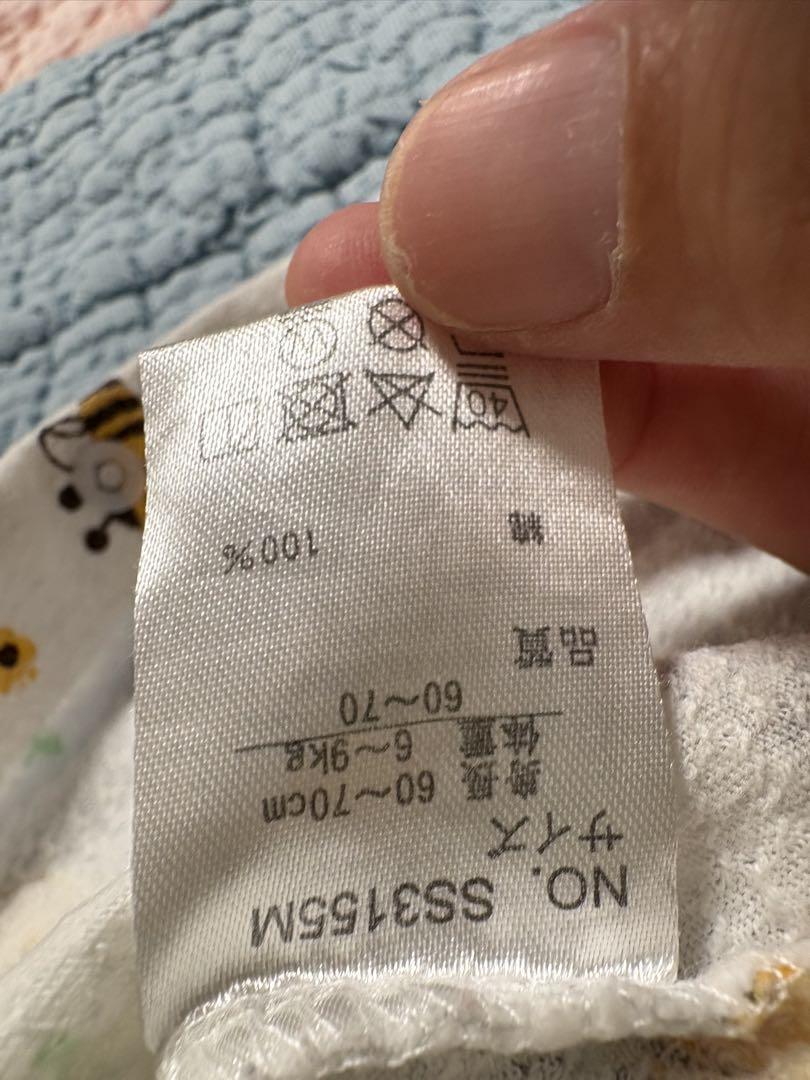 NO. SS3155M
サイズ
身長 60~70cm
体重 6~9kg
60~70
品質
綿 100%
40